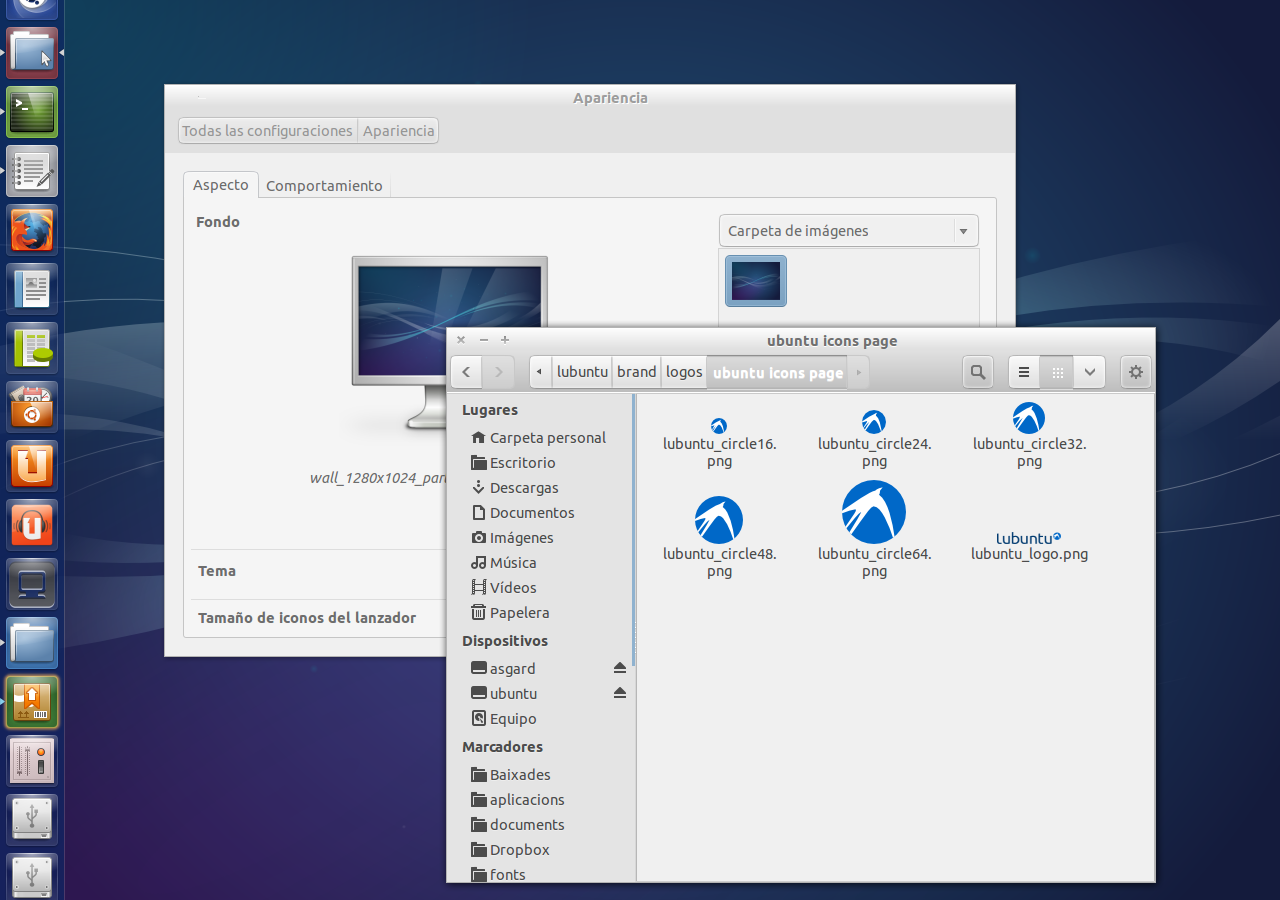 Apariencia
Todas las configuraciones
Apariencia
Aspecto
Comportamiento
Fondo
Carpeta de imágenes
wall_1280x1024_
Tema
Tamaño de iconos del lanzador
ubuntu icons page
lubuntu
brand
logos
ubuntu icons page
Lugares
Carpeta personal
Escritorio
Descargas
Documentos
Imágenes
Música
Vídeos
Papelera
Dispositivos
asgard
ubuntu
Equipo
Marcadores
Baixades
aplicacions
documents
Dropbox
fonts
lubuntu_circle16.
png
lubuntu_circle24.
png
lubuntu_circle32.
png
lubuntu_circle48.
png
lubuntu_circle64.
png
lubuntu
lubuntu_logo.png